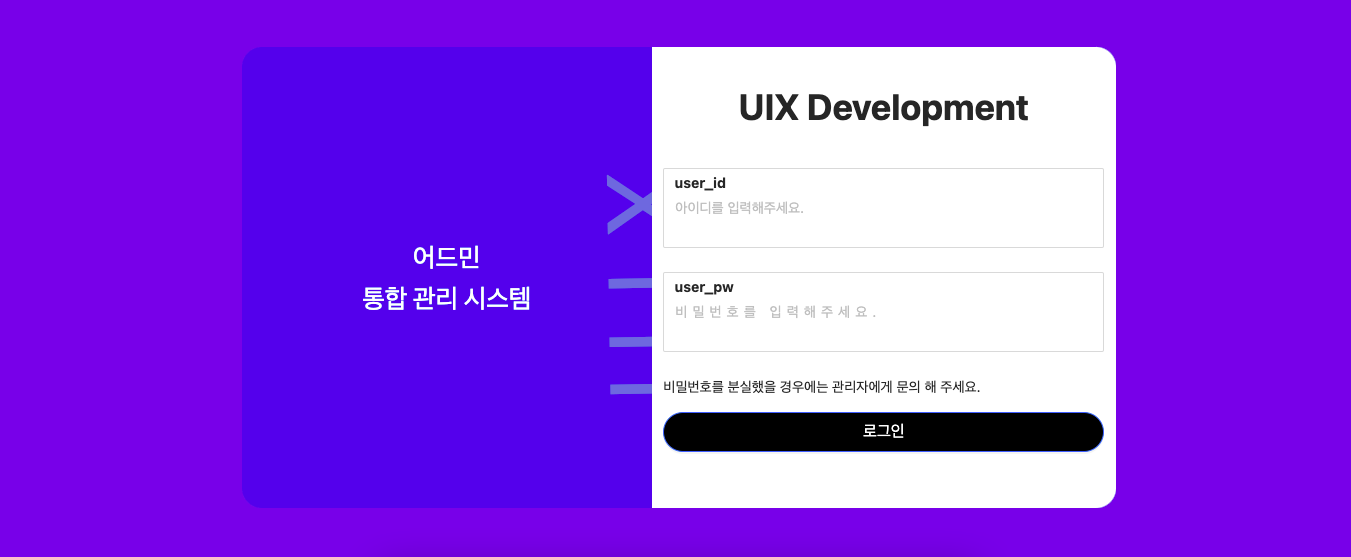 어드민
통합 관리 시스템
UIX Development
user_id
아이디를 입력해주세요.
user_pw
비밀번호를 입력해주세요.
비밀번호를 분실했을 경우에는 관리자에게 문의 해 주세요.
로그인